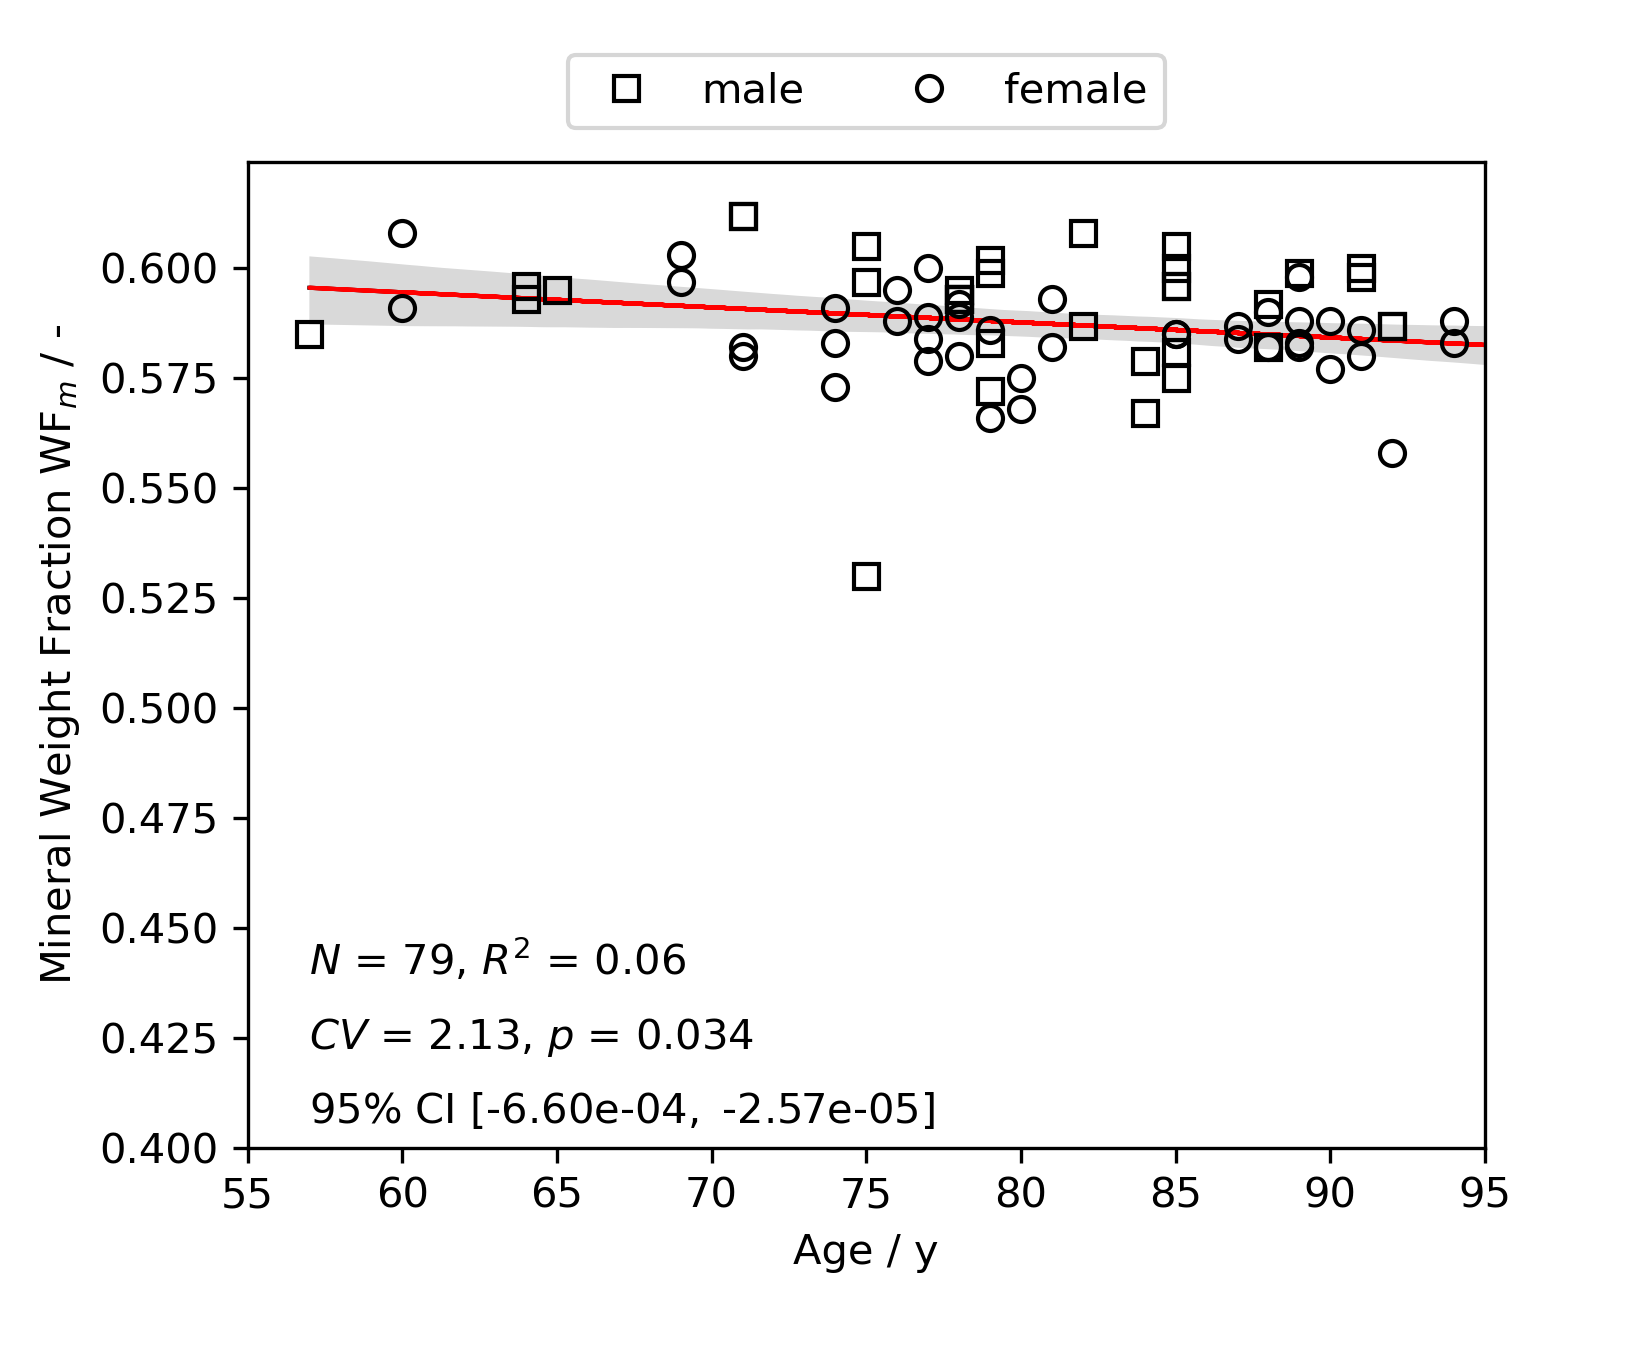 male female
0.600
0.575
0.550
0.525
0.500
0.475
0.450
0.425
0.400
Mineral Weight Fraction WFₘ / -
N = 79, R² = 0.06
CV = 2.13, p = 0.034
95% CI [-6.60e-04, -2.57e-05]
55 60 65 70 75 80 85 90 95
Age / y